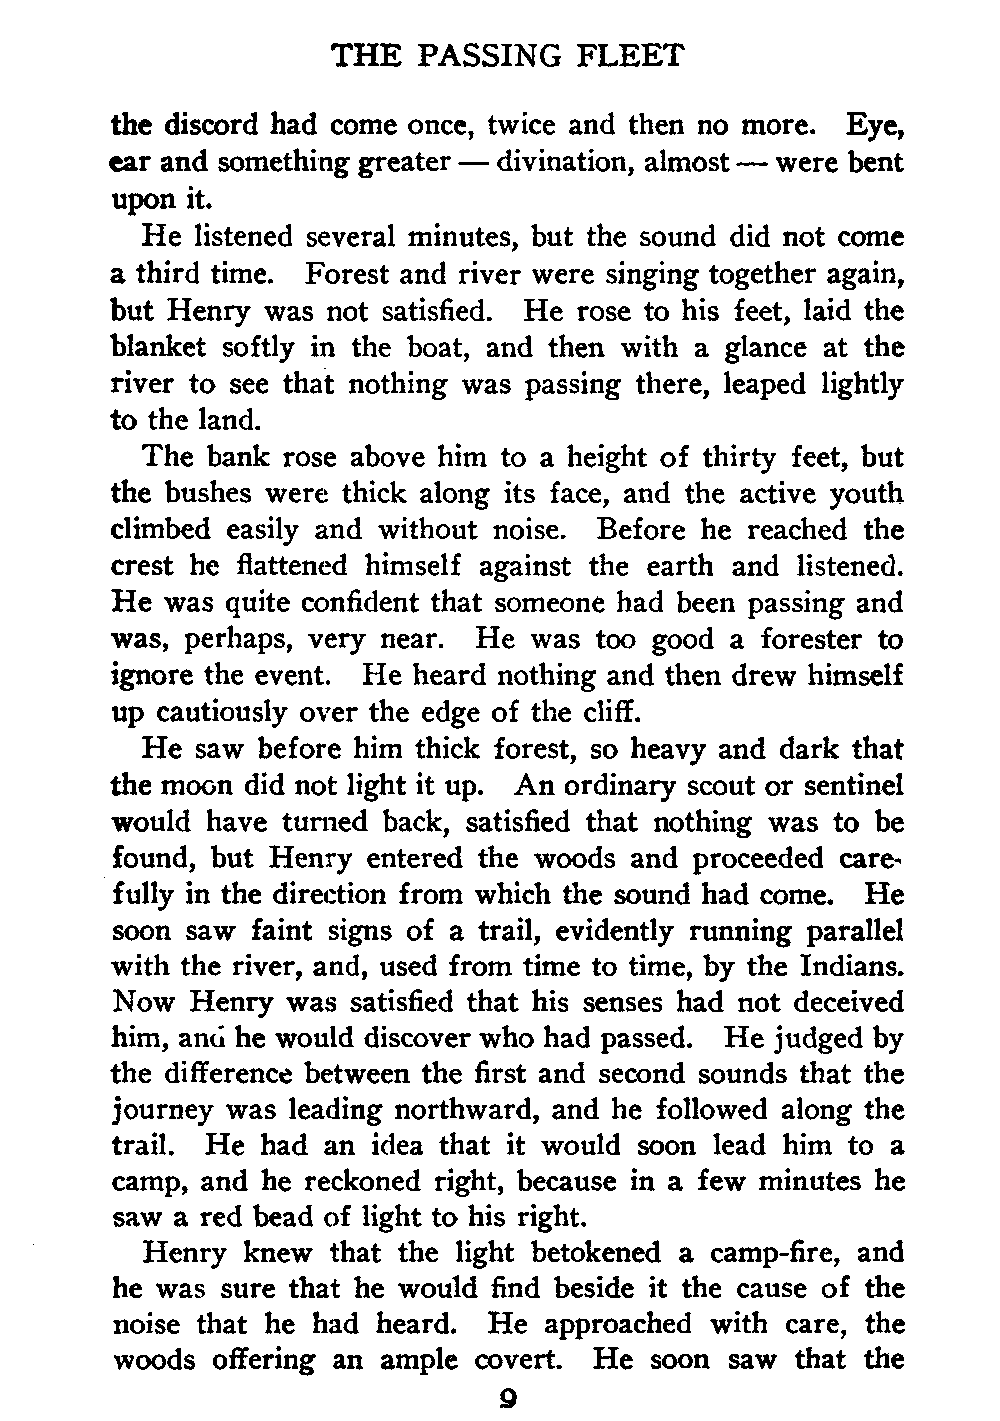 THE PASSING FLEET
the discord had come once, twice and then no more. Eye,
ear and something greater — divination, almost — were bent
upon it.
He listened several minutes, but the sound did not come
a third time. Forest and river were singing together again,
but Henry was not satisfied. He rose to his feet, laid the
blanket softly in the boat, and then with a glance at the
river to see that nothing was passing there, leaped lightly
to the land.
The bank rose above him to a height of thirty feet, but
the bushes were thick along its face, and the active youth
climbed easily and without noise. Before he reached the
crest he flattened himself against the earth and listened.
He was quite confident that someone had been passing and
was, perhaps, very near. He was too good a forester to
ignore the event. He heard nothing and then drew himself
up cautiously over the edge of the cliff.
He saw before him thick forest, so heavy and dark that
the moon did not light it up. An ordinary scout or sentinel
would have turned back, satisfied that nothing was to be
found, but Henry entered the woods and proceeded care-
fully in the direction from which the sound had come. He
soon saw faint signs of a trail, evidently running parallel
with the river, and, used from time to time, by the Indians.
Now Henry was satisfied that his senses had not deceived
him, and he would discover who had passed. He judged by
the difference between the first and second sounds that the
journey was leading northward, and he followed along the
trail. He had an idea that it would soon lead him to a
camp, and he reckoned right, because in a few minutes he
saw a red bead of light to his right.
Henry knew that the light betokened a camp-fire, and
he was sure that he would find beside it the cause of the
noise that he had heard. He approached with care, the
woods offering an ample covert. He soon saw that the
9